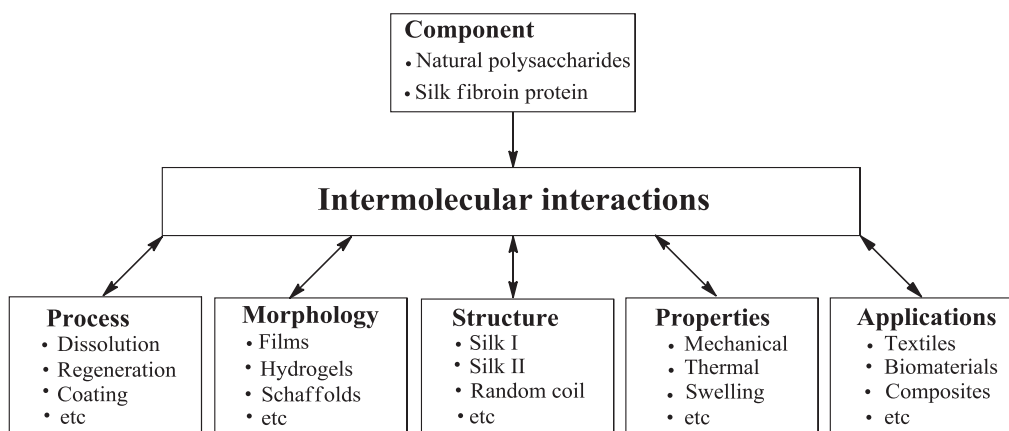 Component
• Natural polysaccharides
• Silk fibroin protein
Intermolecular interactions
Process
• Dissolution
• Regeneration
• Coating
• etc
Morphology
• Films
• Hydrogels
• Schaffolds
• etc
Structure
• Silk I
• Silk II
• Random coil
• etc
Properties
• Mechanical
• Thermal
• Swelling
• etc
Applications
• Textiles
• Biomaterials
• Composites
• etc